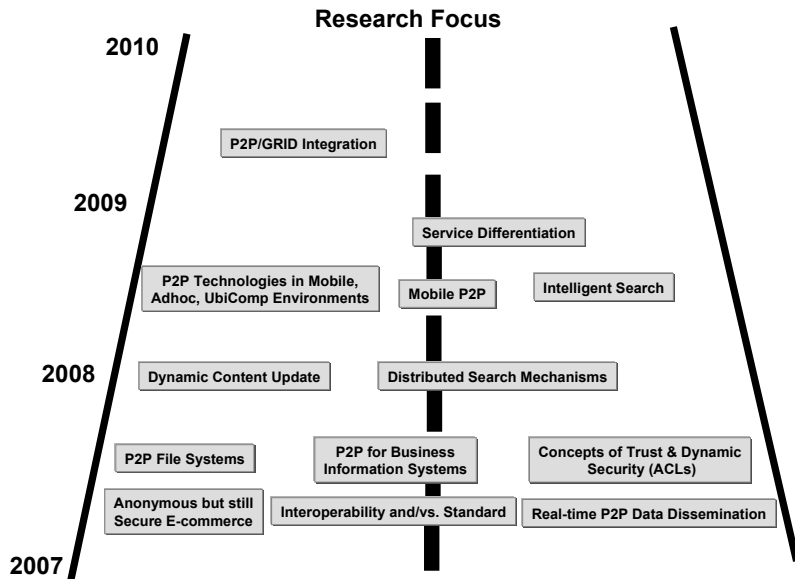 Research Focus
2010
P2P/GRID Integration
2009
Service Differentiation
P2P Technologies in Mobile,
Adhoc, UbiComp Environments
Mobile P2P
Intelligent Search
2008
Dynamic Content Update
Distributed Search Mechanisms
P2P File Systems
P2P for Business
Information Systems
Concepts of Trust & Dynamic
Security (ACLs)
Anonymous but still
Secure E-commerce
Interoperability and/vs. Standard
Real-time P2P Data Dissemination
2007